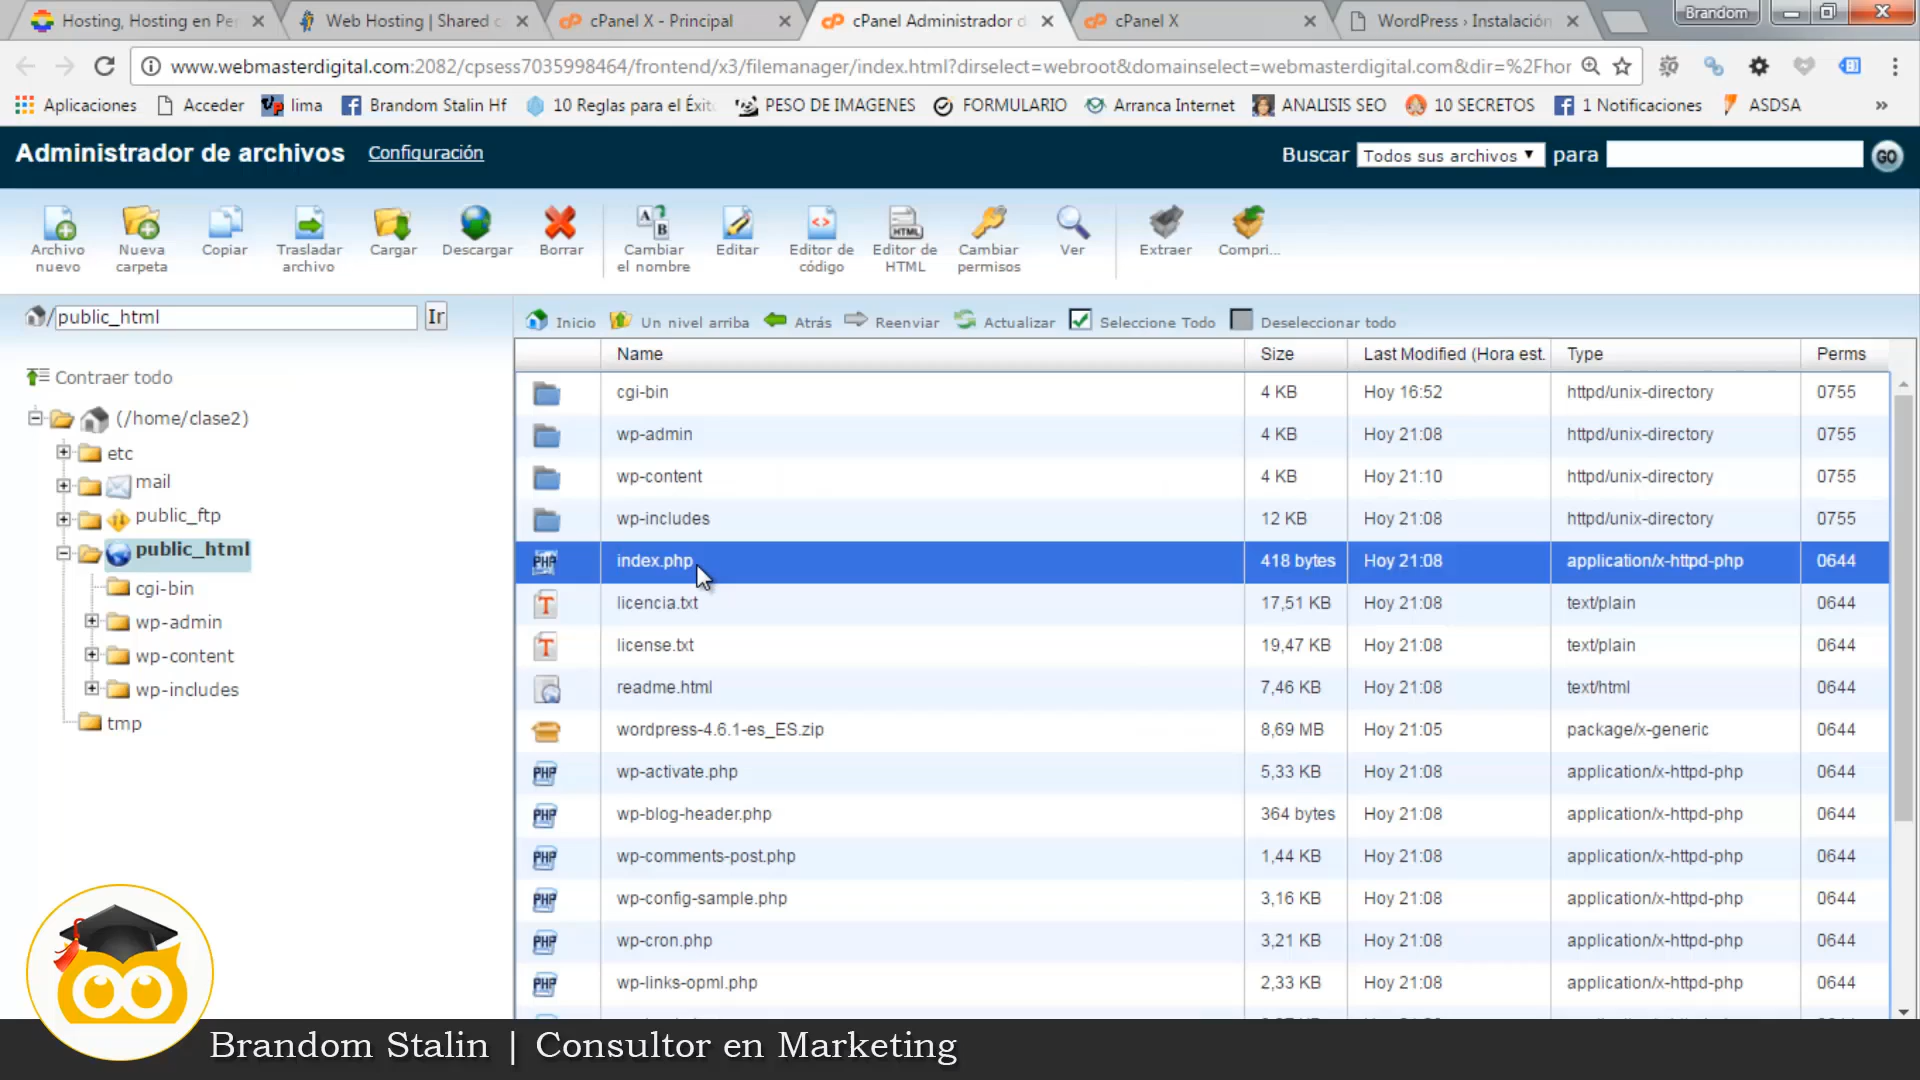 Hosting, Hosting en Pe
Web Hosting | Shared c
cPanel X - Principal
cPanel Administrador d
cPanel X
WordPress › Instalación
Brandom
www.webmasterdigital.com:2082/cpsess7035998464/frontend/x3/filemanager/index.html?dirselect=webroot&domainselect=webmasterdigital.com&dir=%2Fhor
Aplicaciones
Acceder
lima
Brandom Stalin Hf
10 Reglas para el Éxit
PESO DE IMAGENES
FORMULARIO
Arranca Internet
ANALISIS SEO
10 SECRETOS
1 Notificaciones
ASDSA
»
Administrador de archivos
Configuración
Buscar
Todos sus archivos
para
GO
Archivo nuevo
Nueva carpeta
Copiar
Trasladar archivo
Cargar
Descargar
Borrar
Cambiar el nombre
Editar
Editor de código
Editor de HTML
Cambiar permisos
Ver
Extraer
Compri...
/public_html
Ir
Inicio
Un nivel arriba
Atrás
Reenviar
Actualizar
Seleccione Todo
Deseleccionar todo
Contraer todo
(/home/clase2)
etc
mail
public_ftp
public_html
cgi-bin
wp-admin
wp-content
wp-includes
tmp
Name Size Last Modified (Hora est. Type Perms
cgi-bin 4 KB Hoy 16:52 httpd/unix-directory 0755
wp-admin 4 KB Hoy 21:08 httpd/unix-directory 0755
wp-content 4 KB Hoy 21:10 httpd/unix-directory 0755
wp-includes 12 KB Hoy 21:08 httpd/unix-directory 0755
PHP index.php 418 bytes Hoy 21:08 application/x-httpd-php 0644
T licencia.txt 17,51 KB Hoy 21:08 text/plain 0644
T license.txt 19,47 KB Hoy 21:08 text/plain 0644
readme.html 7,46 KB Hoy 21:08 text/html 0644
wordpress-4.6.1-es_ES.zip 8,69 MB Hoy 21:05 package/x-generic 0644
PHP wp-activate.php 5,33 KB Hoy 21:08 application/x-httpd-php 0644
PHP wp-blog-header.php 364 bytes Hoy 21:08 application/x-httpd-php 0644
PHP wp-comments-post.php 1,44 KB Hoy 21:08 application/x-httpd-php 0644
PHP wp-config-sample.php 3,16 KB Hoy 21:08 application/x-httpd-php 0644
PHP wp-cron.php 3,21 KB Hoy 21:08 application/x-httpd-php 0644
PHP wp-links-opml.php 2,33 KB Hoy 21:08 application/x-httpd-php 0644
Brandom Stalin | Consultor en Marketing